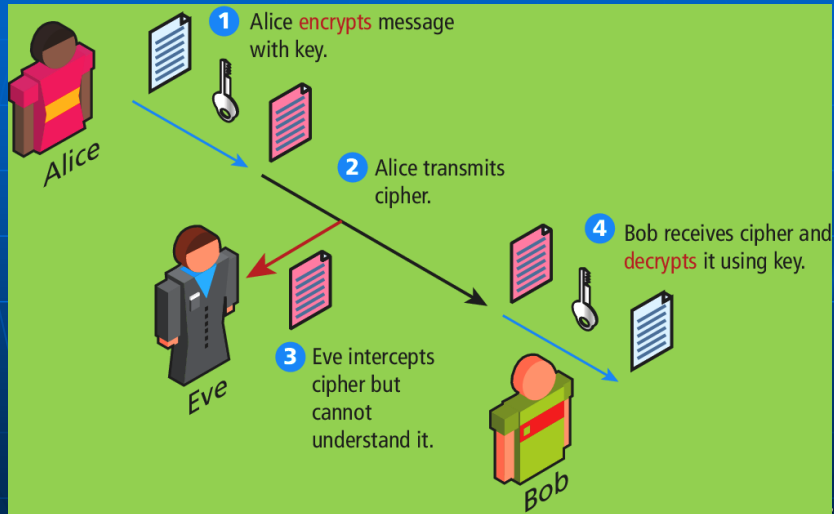 1 Alice encrypts message
with key.
Alice
2 Alice transmits
cipher.
4 Bob receives cipher and
decrypts it using key.
Eve
3 Eve intercepts
cipher but
cannot
understand it.
Bob